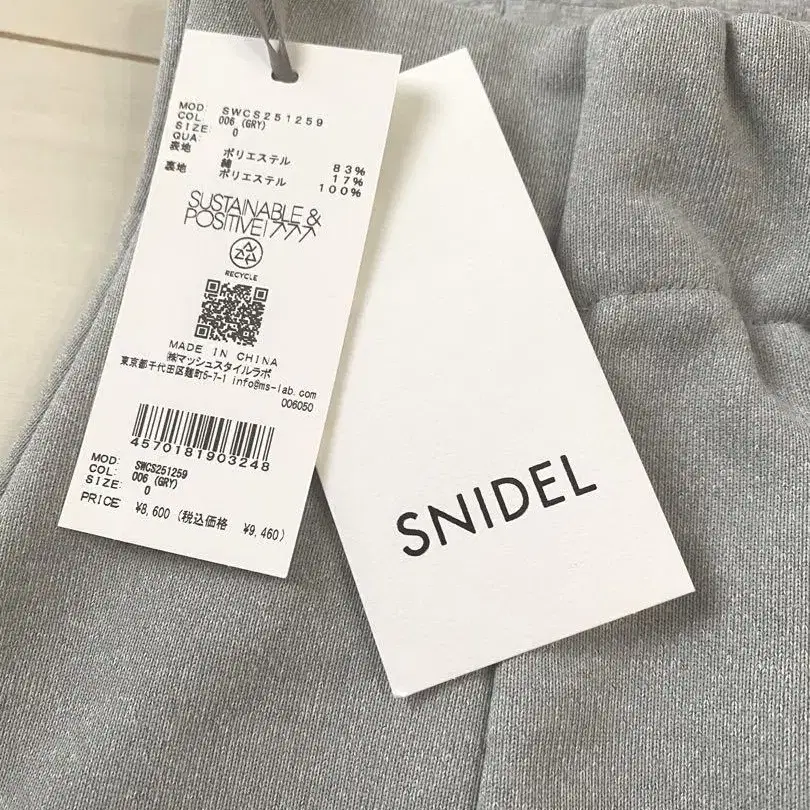 MOD: SWCS251259
COL: 006 (GRY)
SIZE: 0
QUA:
表地 ポリエステル 83%
綿 17%
裏地 ポリエステル 100%
SUSTAINABLE &
POSITIVE!
RECYCLE
MADE IN CHINA
㈱マッシュスタイルラボ
東京都千代田区麹町5-7-1 info@ms-lab.com
006050
4570181903248
MOD: SWCS251259
COL: 006 (GRY)
SIZE: 0
PRICE: ¥8,600 (税込価格 ¥9,460)
SNIDEL